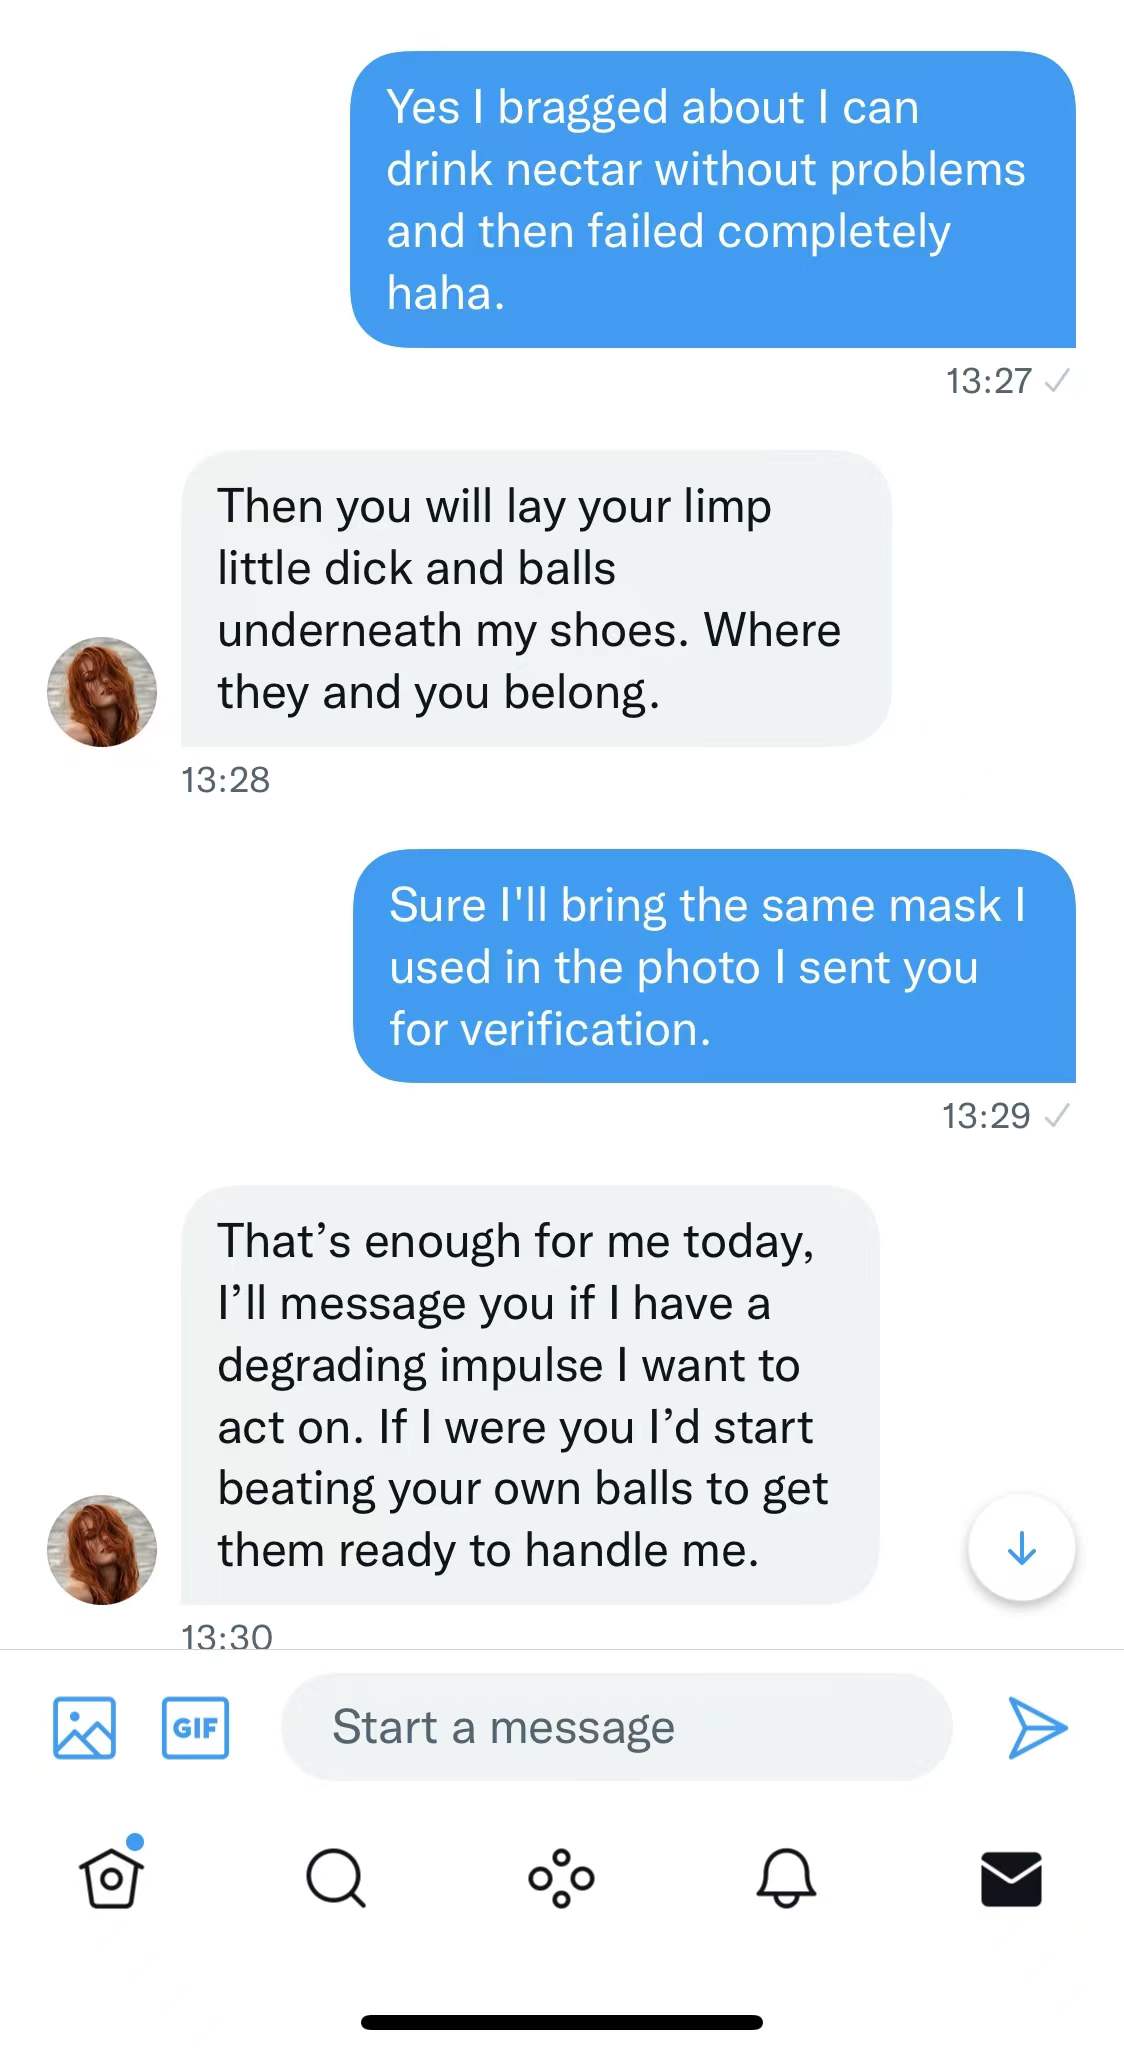 Yes I bragged about I can
drink nectar without problems
and then failed completely
haha.
13:27
Then you will lay your limp
little dick and balls
underneath my shoes. Where
they and you belong.
13:28
Sure I'll bring the same mask I
used in the photo I sent you
for verification.
13:29
That’s enough for me today,
I’ll message you if I have a
degrading impulse I want to
act on. If I were you I’d start
beating your own balls to get
them ready to handle me.
13:30
GIF
Start a message